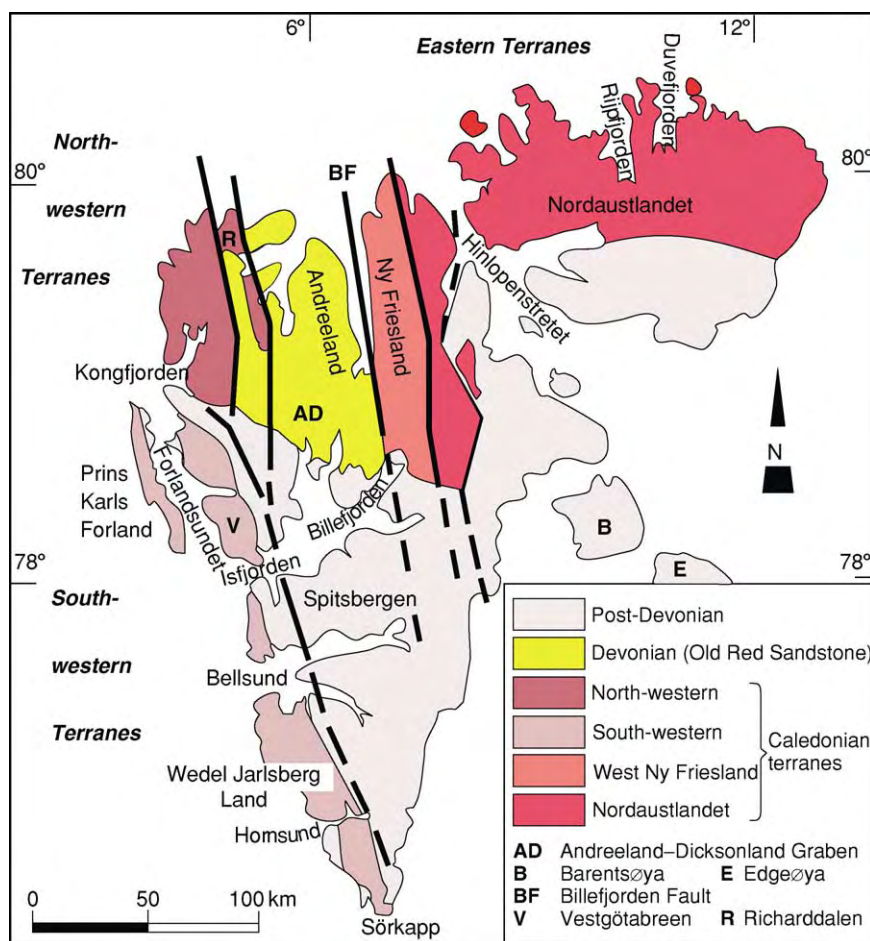 6°
12°
Eastern Terranes
Duvefjorden
Rijpfjorden
North-
western
Terranes
80°
80°
BF
R
Nordaustlandet
Hinlopenstretet
Andreeland
Ny Friesland
Kongfjorden
AD
N
Prins
Karls
Forland
Forlandsundet
V
Billefjorden
Isfjorden
B
E
78°
78°
South-
western
Terranes
Spitsbergen
Bellsund
Wedel Jarlsberg
Land
Hornsund
Sörkapp
0 50 100 km
Post-Devonian
Devonian (Old Red Sandstone)
North-western
South-western
West Ny Friesland
Nordaustlandet
Caledonian
terranes
AD Andreeland–Dicksonland Graben
B Barentsøya E Edgeøya
BF Billefjorden Fault
V Vestgötabreen R Richarddalen